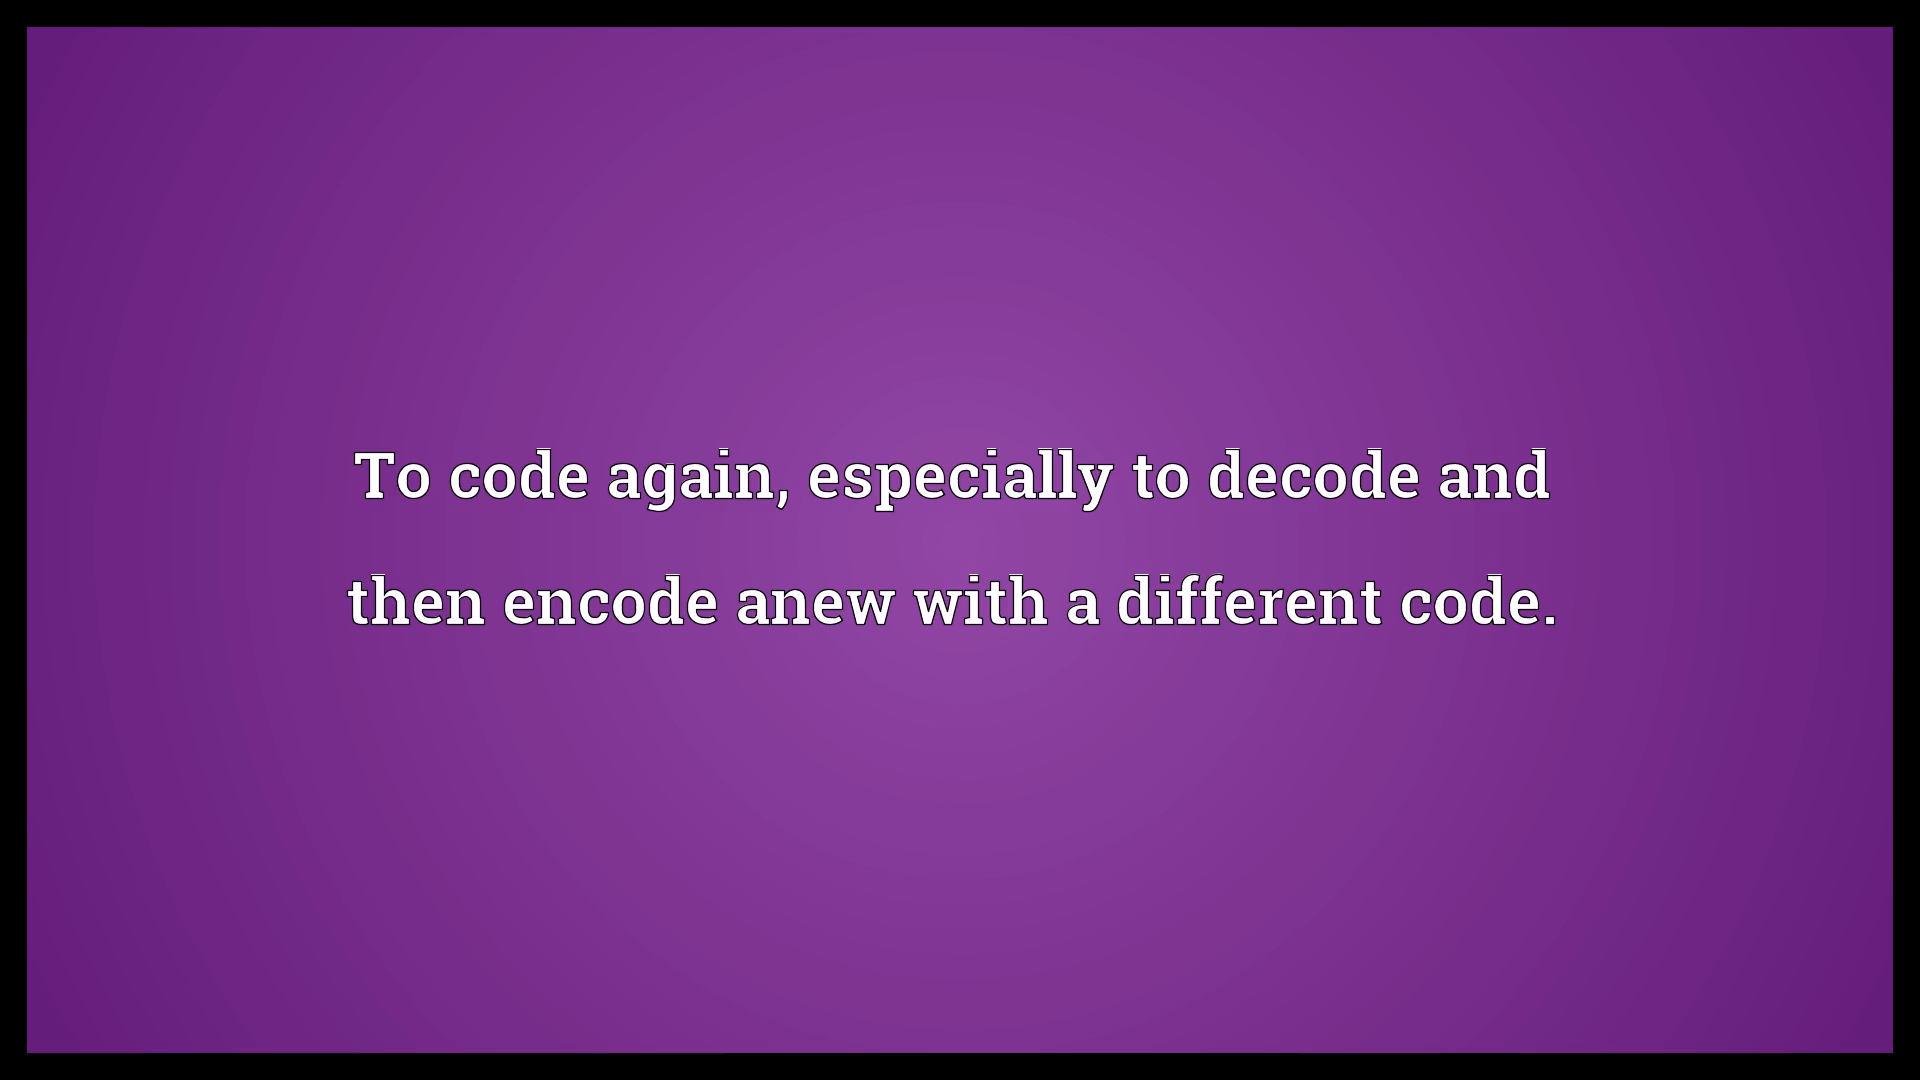 To code again, especially to decode and
then encode anew with a different code.